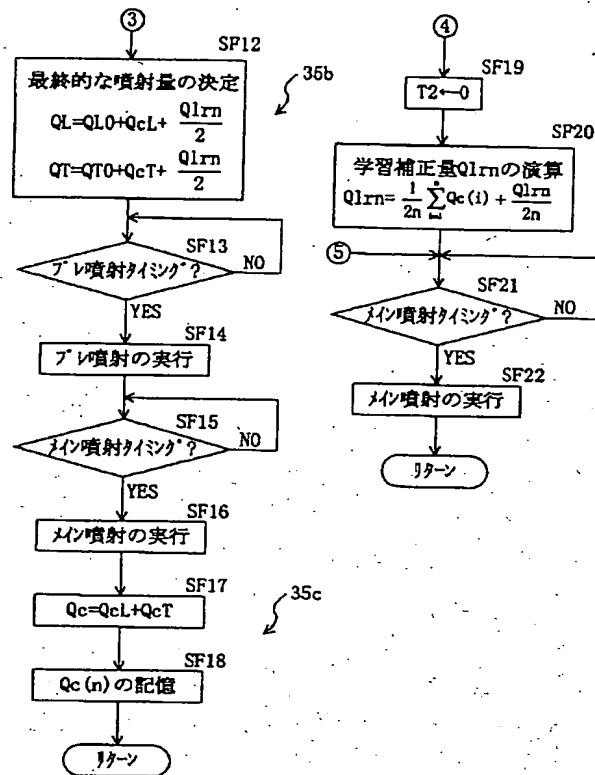 ③
SF12
最終的な噴射量の決定
QL=QL0+QcL+ Qlrn/2
QT=QT0+QcT+ Qlrn/2
35b
SF13
プレ噴射タイミング?
NO
YES
SF14
プレ噴射の実行
SF15
メイン噴射タイミング?
NO
YES
SF16
メイン噴射の実行
SF17
Qc=QcL+QcT
35c
SF18
Qc(n)の記憶
リターン
④
SF19
T2←0
SF20
学習補正量Qlrnの演算
Qlrn= 1/2n Σ n i=1 Qc(i) + Qlrn/2n
⑤
SF21
メイン噴射タイミング?
NO
YES
SF22
メイン噴射の実行
リターン